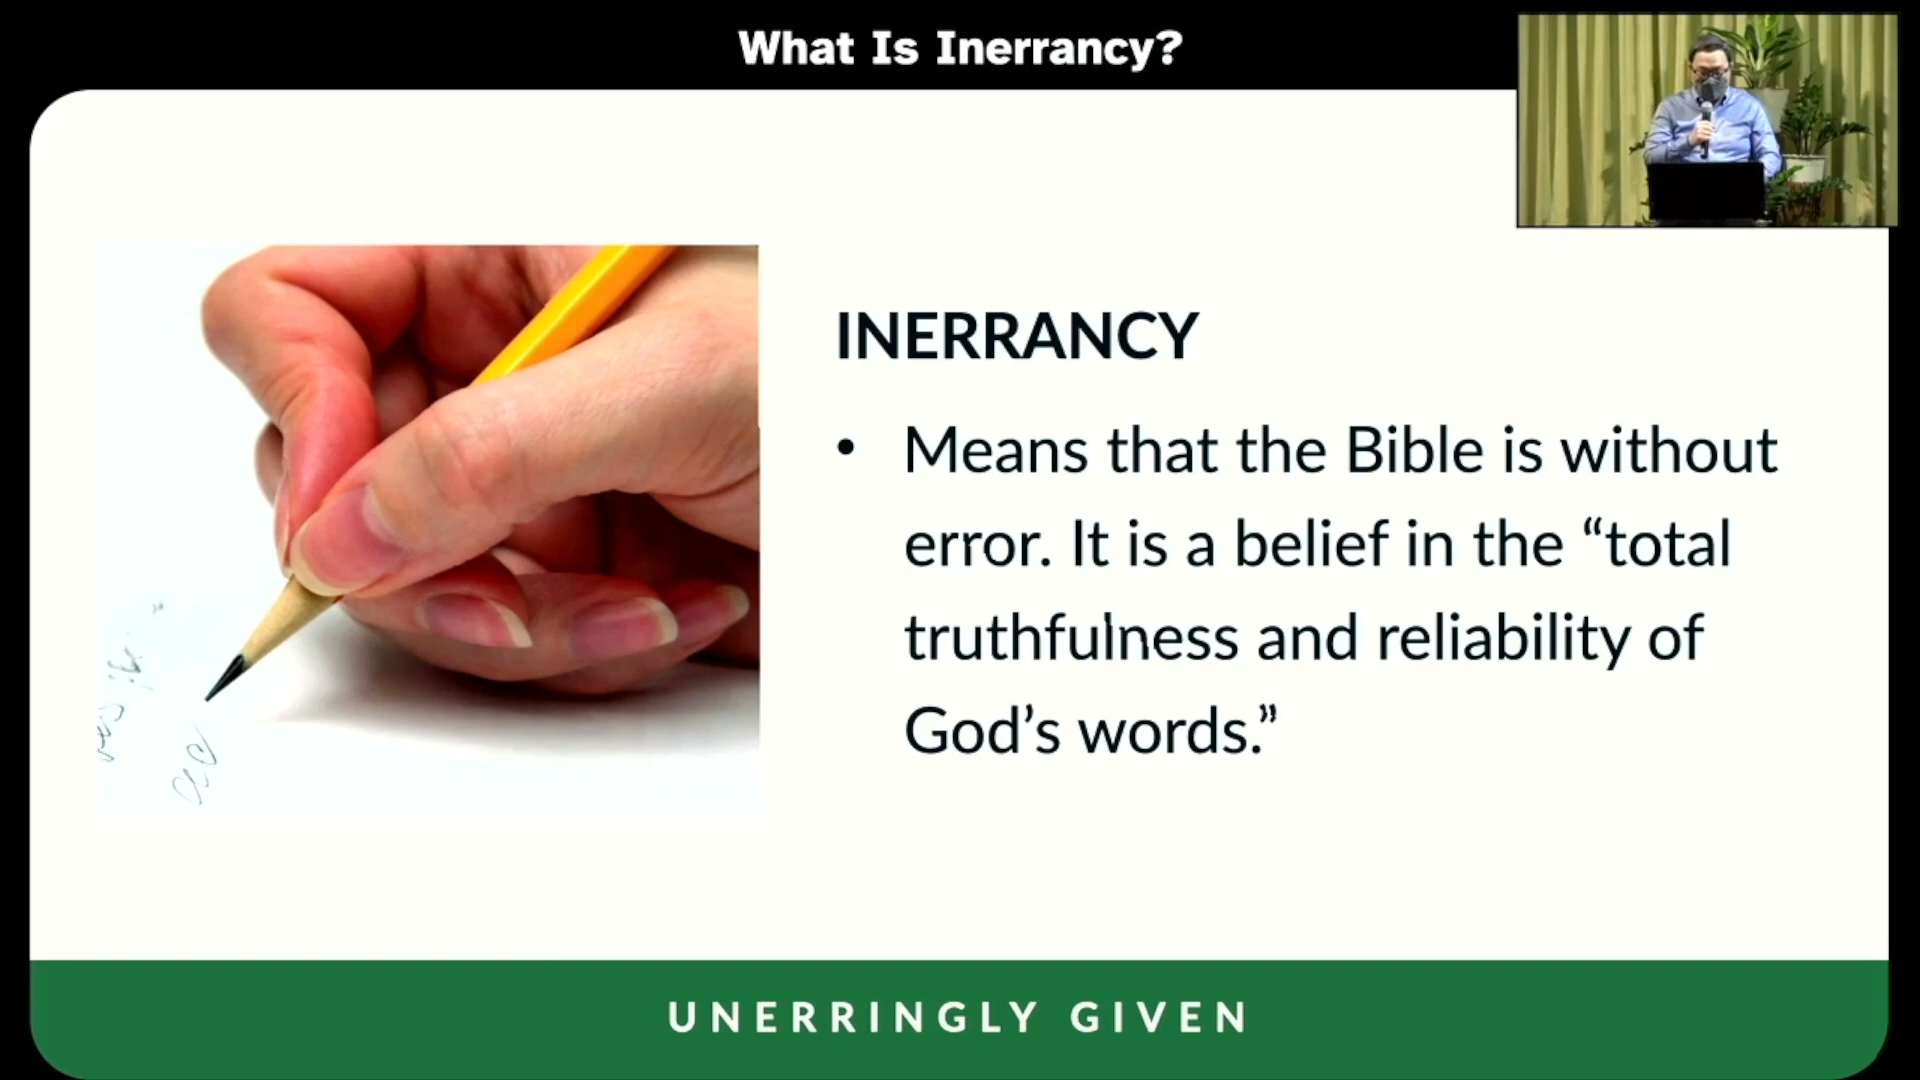 What Is Inerrancy?
INERRANCY
• Means that the Bible is without
error. It is a belief in the “total
truthfulness and reliability of
God’s words.”
UNERRINGLY GIVEN